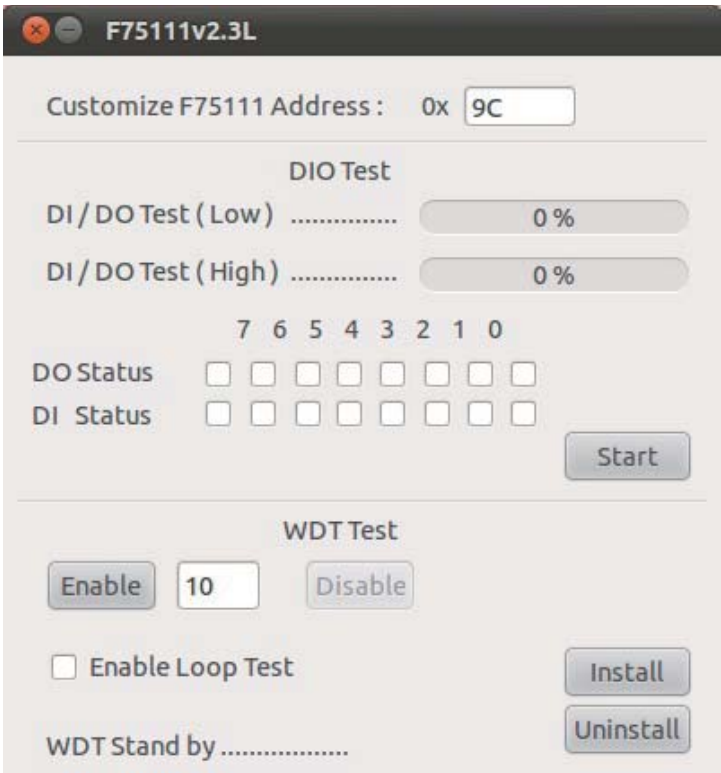 F75111v2.3L
Customize F75111 Address : 0x 9C
DIO Test
DI / DO Test ( Low ) ............... 0 %
DI / DO Test ( High ) ............... 0 %
7 6 5 4 3 2 1 0
DO Status
DI Status
Start
WDT Test
Enable 10 Disable
Enable Loop Test
Install
Uninstall
WDT Stand by ..................